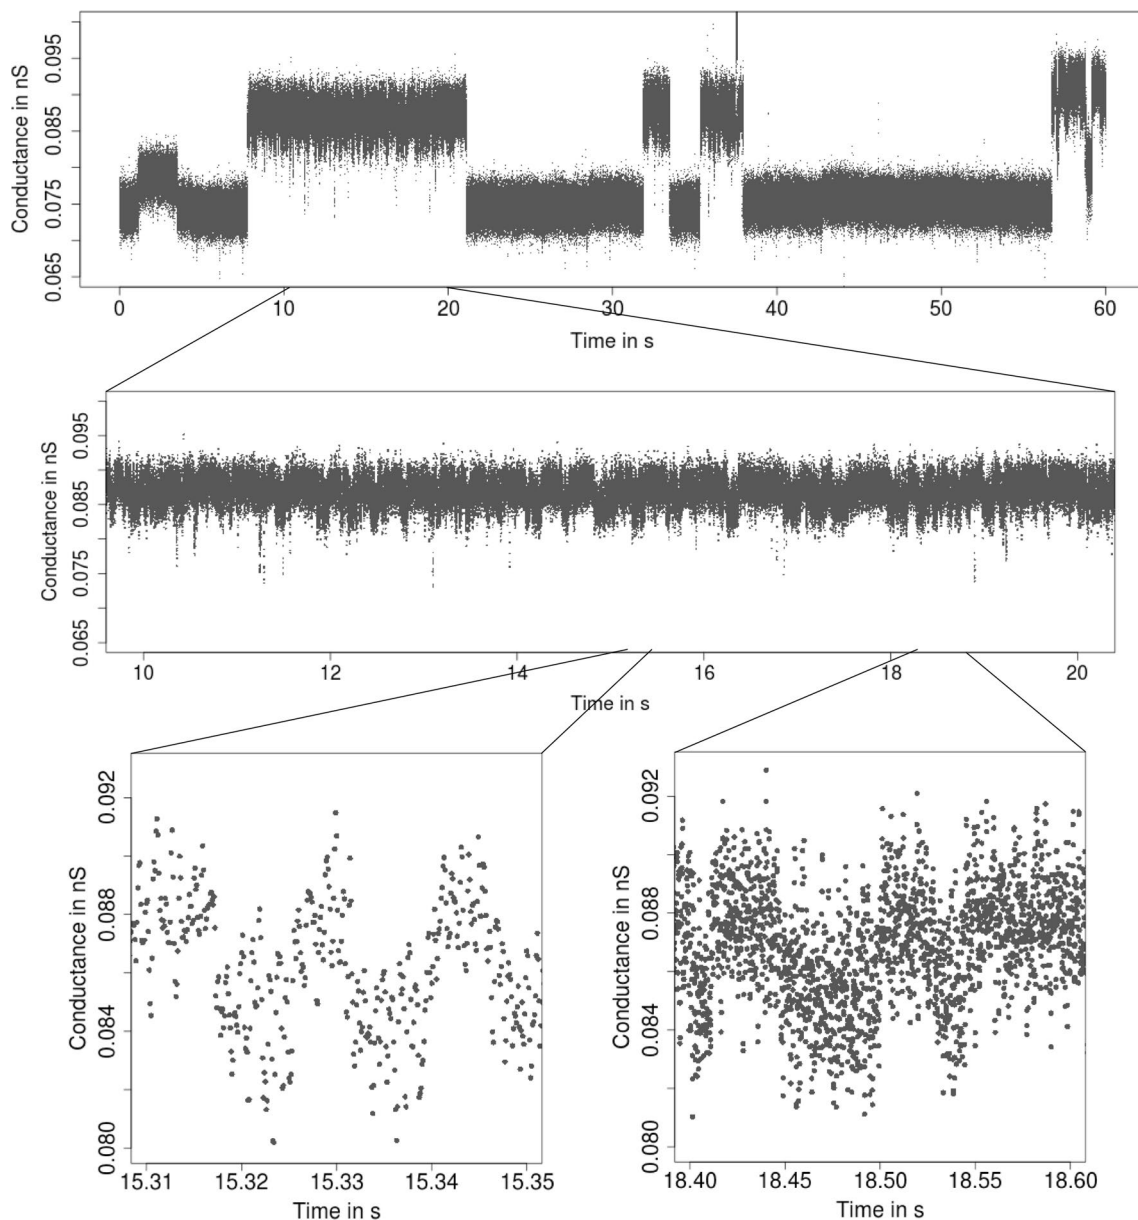 Conductance in nS
0.095
0.085
0.075
0.065
0 10 20 30 40 50 60
Time in s
Conductance in nS
0.095
0.085
0.075
0.065
10 12 14 16 18 20
Time in s
Conductance in nS
0.092
0.088
0.084
0.080
15.31 15.32 15.33 15.34 15.35
Time in s
Conductance in nS
0.092
0.088
0.084
0.080
18.40 18.45 18.50 18.55 18.60
Time in s